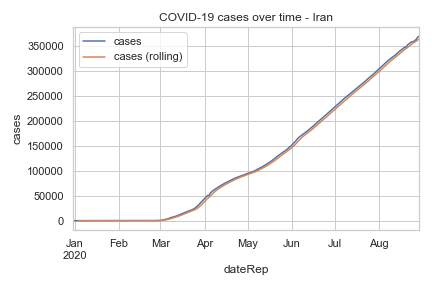 COVID-19 cases over time - Iran
cases
cases (rolling)
350000
300000
250000
200000
150000
100000
50000
0
cases
Jan Feb Mar Apr May Jun Jul Aug
2020
dateRep